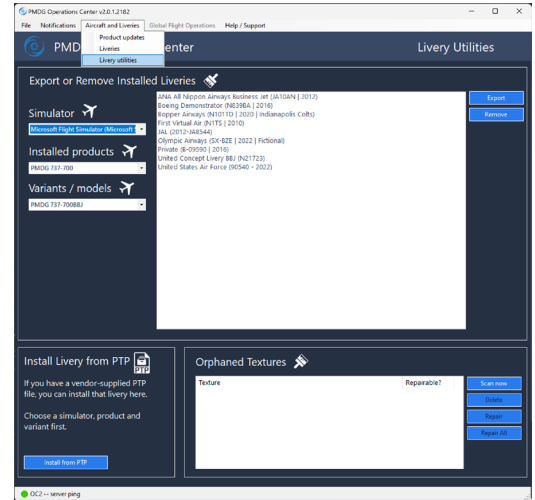 PMDG Operations Center v2.0.1.2182
File Notifications Aircraft and Liveries Global Flight Operations Help / Support
Product updates
Liveries
Livery utilities
PMD enter Livery Utilities
Export or Remove Installed Liveries
Simulator
Microsoft Flight Simulator (Microsoft S
Installed products
PMDG 737-700
Variants / models
PMDG 737-700BBJ
ANA All Nippon Airways Business Jet (JA10AN | 2012)
Boeing Demonstrator (N839BA | 2016)
Bopper Airways (N101TD | 2020 | Indianapolis Colts)
First Virtual Air (N1TS | 2010)
JAL (2012-JA8544)
Olympic Airways (SX-BZE | 2022 | Fictional)
Private (B-09590 | 2016)
United Concept Livery BBJ (N21723)
United States Air Force (90540 - 2022)
Export
Remove
Install Livery from PTP
PTP
If you have a vendor-supplied PTP
file, you can install that livery here.
Choose a simulator, product and
variant first.
Install from PTP
Orphaned Textures
Texture Repairable?
Scan now
Delete
Repair
Repair All
OC2 -- server ping